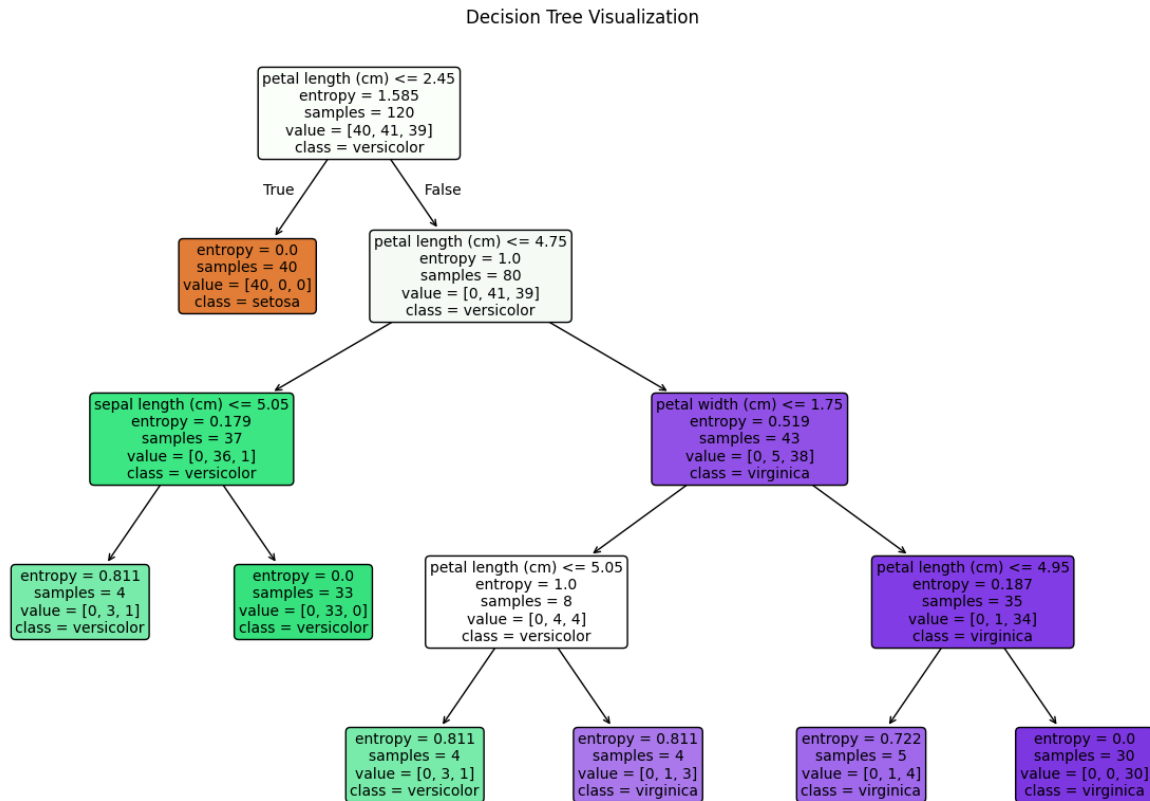 Decision Tree Visualization
petal length (cm) <= 2.45
entropy = 1.585
samples = 120
value = [40, 41, 39]
class = versicolor
True
False
entropy = 0.0
samples = 40
value = [40, 0, 0]
class = setosa
petal length (cm) <= 4.75
entropy = 1.0
samples = 80
value = [0, 41, 39]
class = versicolor
sepal length (cm) <= 5.05
entropy = 0.179
samples = 37
value = [0, 36, 1]
class = versicolor
petal width (cm) <= 1.75
entropy = 0.519
samples = 43
value = [0, 5, 38]
class = virginica
entropy = 0.811
samples = 4
value = [0, 3, 1]
class = versicolor
entropy = 0.0
samples = 33
value = [0, 33, 0]
class = versicolor
petal length (cm) <= 5.05
entropy = 1.0
samples = 8
value = [0, 4, 4]
class = versicolor
petal length (cm) <= 4.95
entropy = 0.187
samples = 35
value = [0, 1, 34]
class = virginica
entropy = 0.811
samples = 4
value = [0, 3, 1]
class = versicolor
entropy = 0.811
samples = 4
value = [0, 1, 3]
class = virginica
entropy = 0.722
samples = 5
value = [0, 1, 4]
class = virginica
entropy = 0.0
samples = 30
value = [0, 0, 30]
class = virginica